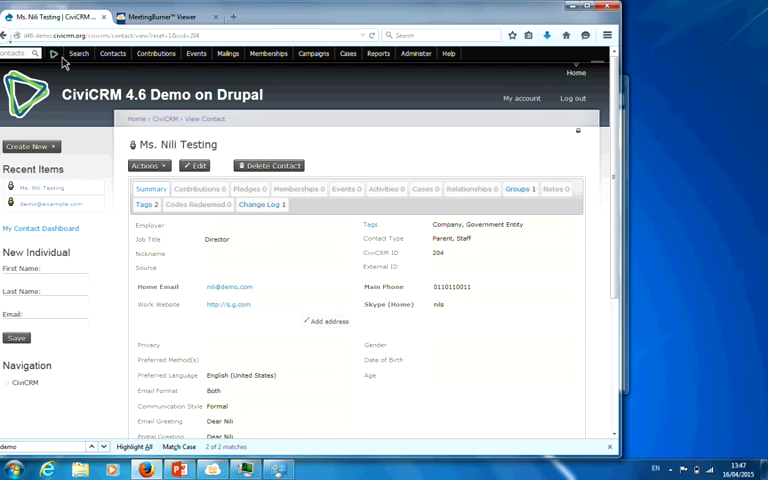 Ms. Nili Testing | CiviCRM ... × MeetingBurner™ Viewer × +
d46.demo.civicrm.org/civicrm/contact/view?reset=1&cid=204 Search
ontacts Search Contacts Contributions Events Mailings Memberships Campaigns Cases Reports Administer Help
Home
CiviCRM 4.6 Demo on Drupal
My account Log out
Home » CiviCRM » View Contact
Create New
Recent Items
Ms. Nili Testing
demo@example.com
My Contact Dashboard
New Individual
First Name:
Last Name:
Email:
Save
Navigation
CiviCRM
Ms. Nili Testing
Actions Edit Delete Contact
Summary Contributions 0 Pledges 0 Memberships 0 Events 0 Activities 0 Cases 0 Relationships 0 Groups 1 Notes 0
Tags 2 Codes Redeemed 0 Change Log 1
Employer
Job Title Director
Nickname
Source
Tags Company, Government Entity
Contact Type Parent, Staff
CiviCRM ID 204
External ID
Home Email nili@demo.com
Main Phone 0110110011
Work Website http://s.g.com
Skype (Home) nils
Add address
Privacy
Preferred Method(s)
Preferred Language English (United States)
Email Format Both
Communication Style Formal
Email Greeting Dear Nili
Postal Greeting Dear Nili
Gender
Date of Birth
Age
demo Highlight All Match Case 2 of 2 matches
EN 13:47
16/04/2015